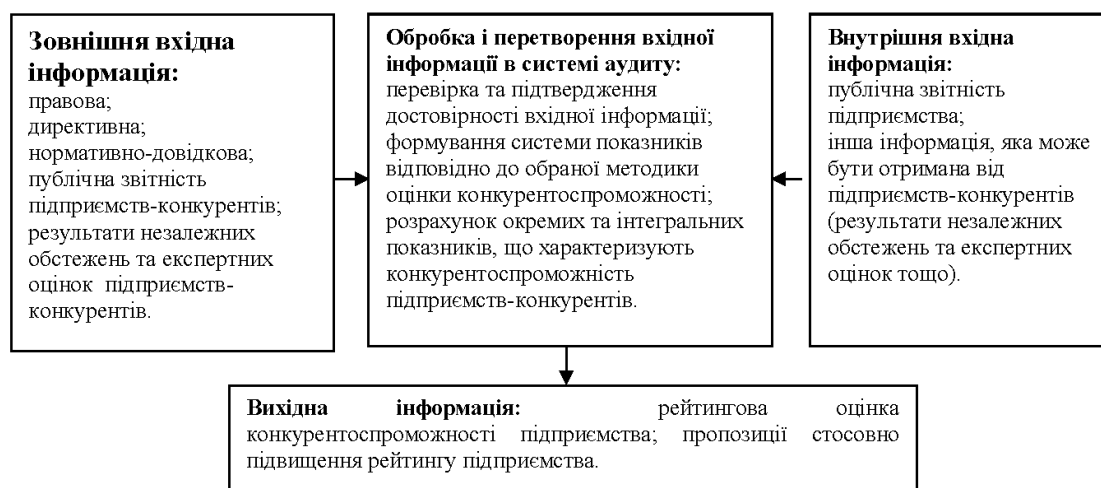 Зовнішня вхідна
інформація:
правова;
директивна;
нормативно-довідкова;
публічна звітність
підприємств-конкурентів;
результати незалежних
обстежень та експертних
оцінок підприємств-
конкурентів.
Обробка і перетворення вхідної
інформації в системі аудиту:
перевірка та підтвердження
достовірності вхідної інформації;
формування системи показників
відповідно до обраної методики
оцінки конкурентоспроможності;
розрахунок окремих та інтегральних
показників, що характеризують
конкурентоспроможність
підприємств-конкурентів.
Внутрішня вхідна
інформація:
публічна звітність
підприємства;
інша інформація, яка може
бути отримана від
підприємств-конкурентів
(результати незалежних
обстежень та експертних
оцінок тощо).
Вихідна інформація: рейтингова оцінка
конкурентоспроможності підприємства; пропозиції стосовно
підвищення рейтингу підприємства.